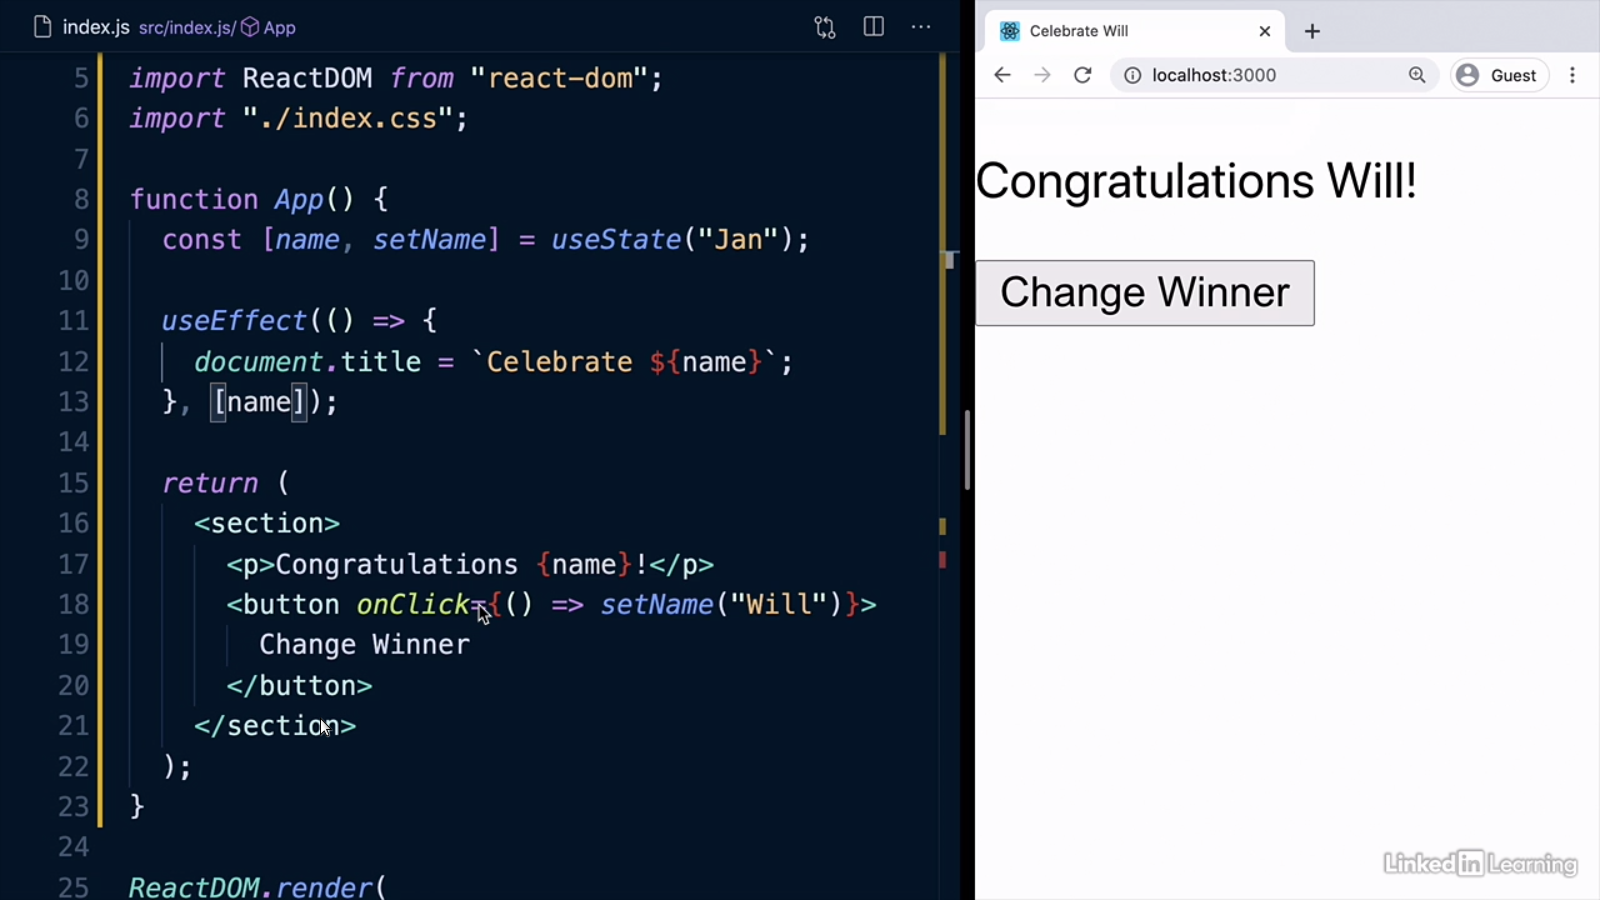 index.js src/index.js/ App
5 import ReactDOM from "react-dom";
6 import "./index.css";
7
8 function App() {
9 const [name, setName] = useState("Jan");
10
11 useEffect(() => {
12 document.title = `Celebrate ${name}`;
13 }, [name]);
14
15 return (
16 <section>
17 <p>Congratulations {name}!</p>
18 <button onClick={() => setName("Will")}>
19 Change Winner
20 </button>
21 </section>
22 );
23 }
24
25 ReactDOM.render(
Celebrate Will
localhost:3000
Guest
Congratulations Will!
Change Winner
Linked in Learning